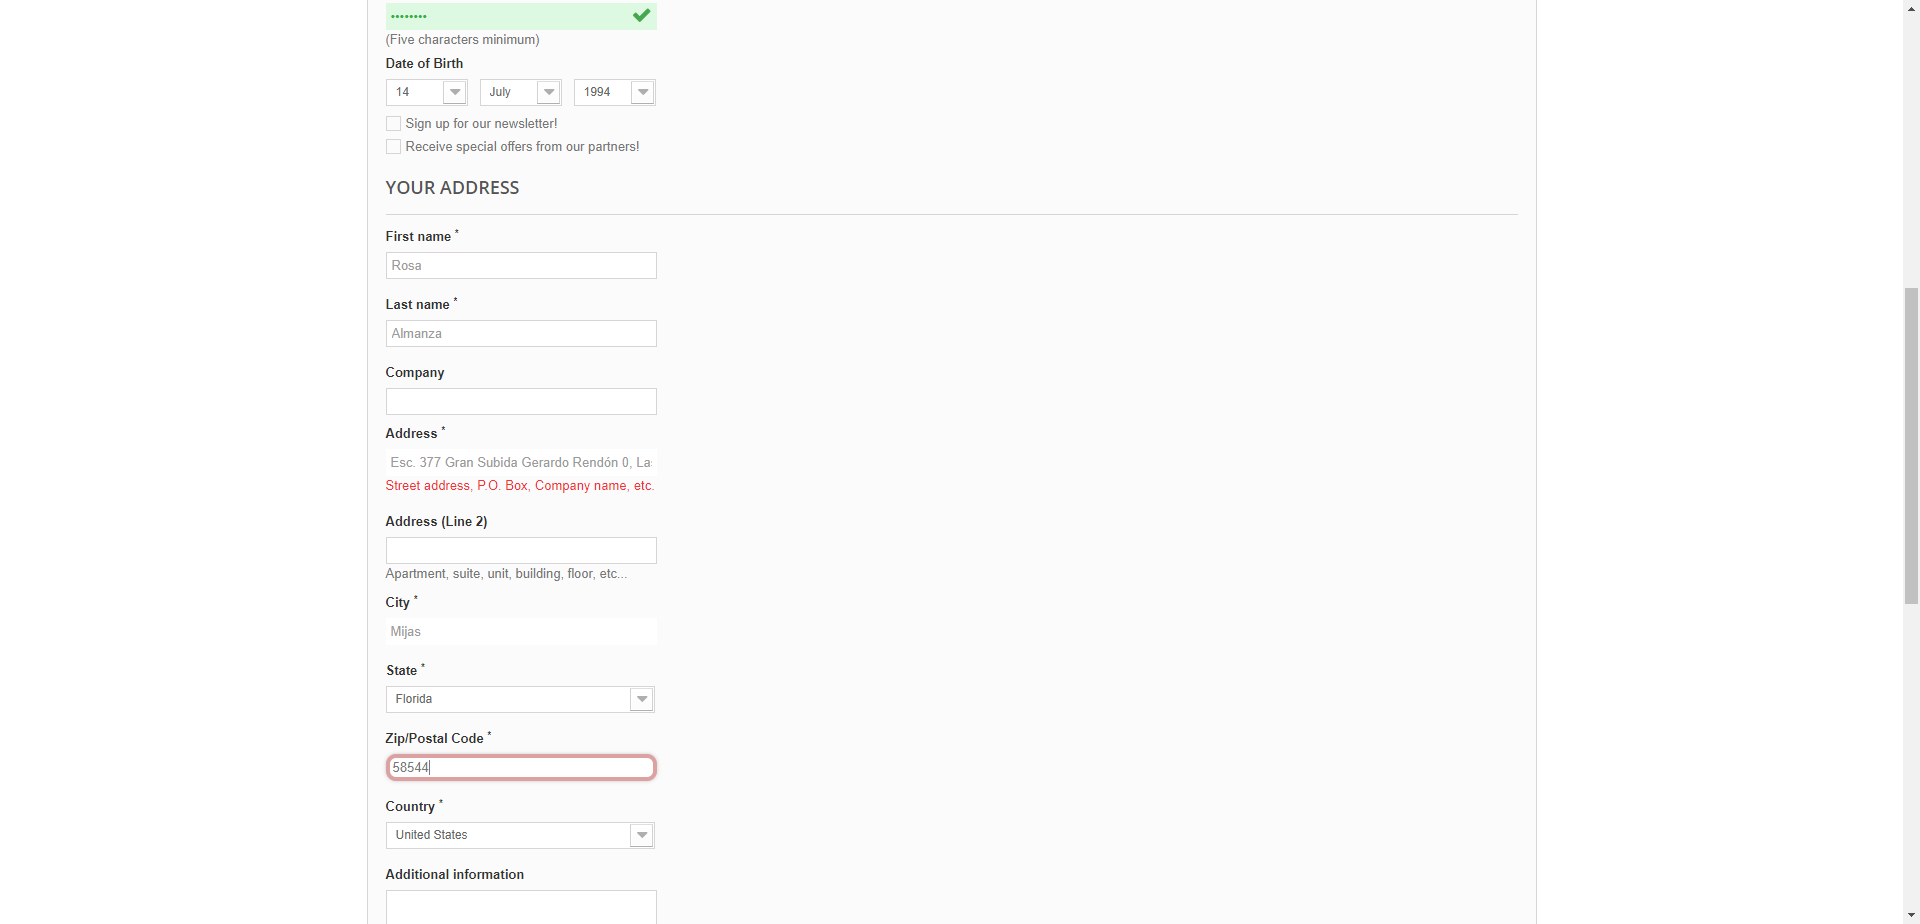 ••••••••
(Five characters minimum)
Date of Birth
14 July 1994
Sign up for our newsletter!
Receive special offers from our partners!
YOUR ADDRESS
First name *
Rosa
Last name *
Almanza
Company
Address *
Esc. 377 Gran Subida Gerardo Rendón 0, La
Street address, P.O. Box, Company name, etc.
Address (Line 2)
Apartment, suite, unit, building, floor, etc...
City *
Mijas
State *
Florida
Zip/Postal Code *
58544
Country *
United States
Additional information